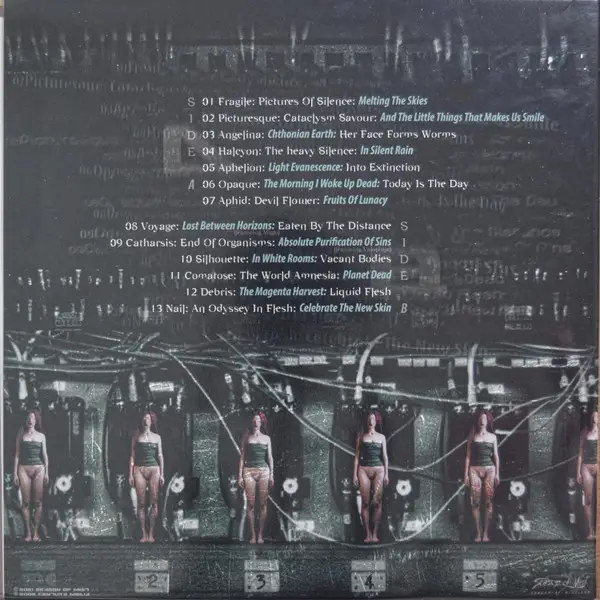 S 01 Fragile: Pictures Of Silence: Melting The Skies
I 02 Picturesque: Cataclysm Savour: And The Little Things That Makes Us Smile
D 03 Angelina: Chthonian Earth: Her Face Forms Worms
E 04 Halcyon: The heavy Silence: In Silent Rain
05 Aphelion: Light Evanescence: Into Extinction
A 06 Opaque: The Morning I Woke Up Dead: Today Is The Day
07 Aphid: Devil Flower: Fruits Of Lunacy
08 Voyage: Lost Between Horizons: Eaten By The Distance S
09 Catharsis: End Of Organisms: Absolute Purification Of Sins I
10 Silhouette: In White Rooms: Vacant Bodies D
11 Comatose: The World Amnesia: Planet Dead E
12 Debris: The Magenta Harvest: Liquid Flesh
13 Nail: An Odyssey In Flesh: Celebrate The New Skin B
2 3 4 5